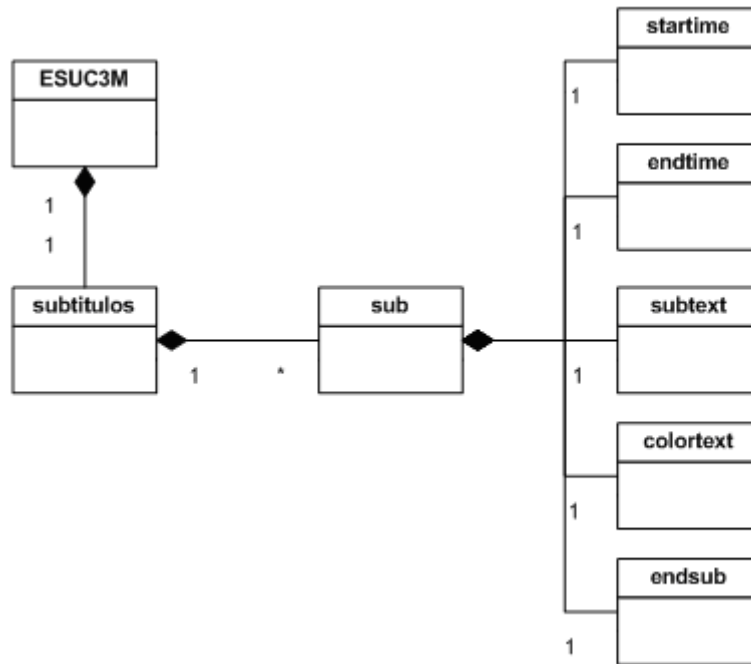 startime
ESUC3M
1
endtime
1
1
1
subtitulos
sub
subtext
1
*
1
colortext
1
endsub
1